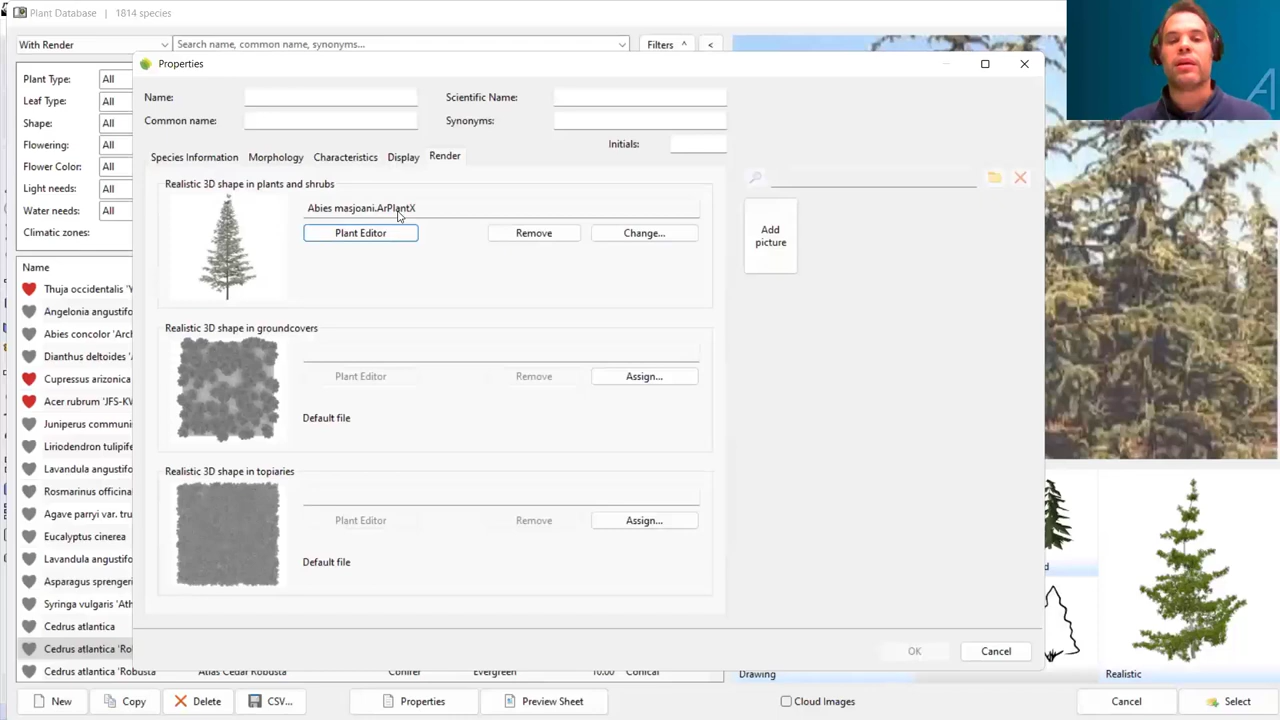 Plant Database | 1814 species
With Render
Search name, common name, synonyms...
Filters ^
<
Plant Type: All
Leaf Type: All
Shape: All
Flowering: All
Flower Color: All
Light needs: All
Water needs: All
Climatic zones:
Name
Thuja occidentalis 'Y
Angelonia angustifo
Abies concolor 'Arch
Dianthus deltoides 'A
Cupressus arizonica
Acer rubrum 'JFS-KW
Juniperus communi
Liriodendron tulipife
Lavandula angustifo
Rosmarinus officina
Agave parryi var. tru
Eucalyptus cinerea
Lavandula angustifo
Asparagus sprengeri
Syringa vulgaris 'Ath
Cedrus atlantica
Cedrus atlantica 'Ro
Cedrus atlantica 'Robusta Atlas Cedar Robusta Conifer Evergreen 10.00 Conical
Properties
Name:
Scientific Name:
Common name:
Synonyms:
Initials:
Species Information Morphology Characteristics Display Render
Realistic 3D shape in plants and shrubs
Abies masjoani.ArPlantX
Plant Editor Remove Change...
Realistic 3D shape in groundcovers
Plant Editor Remove Assign...
Default file
Realistic 3D shape in topiaries
Plant Editor Remove Assign...
Default file
Add
picture
OK Cancel
Drawing
Realistic
New Copy Delete CSV... Properties Preview Sheet Cloud Images Cancel Select